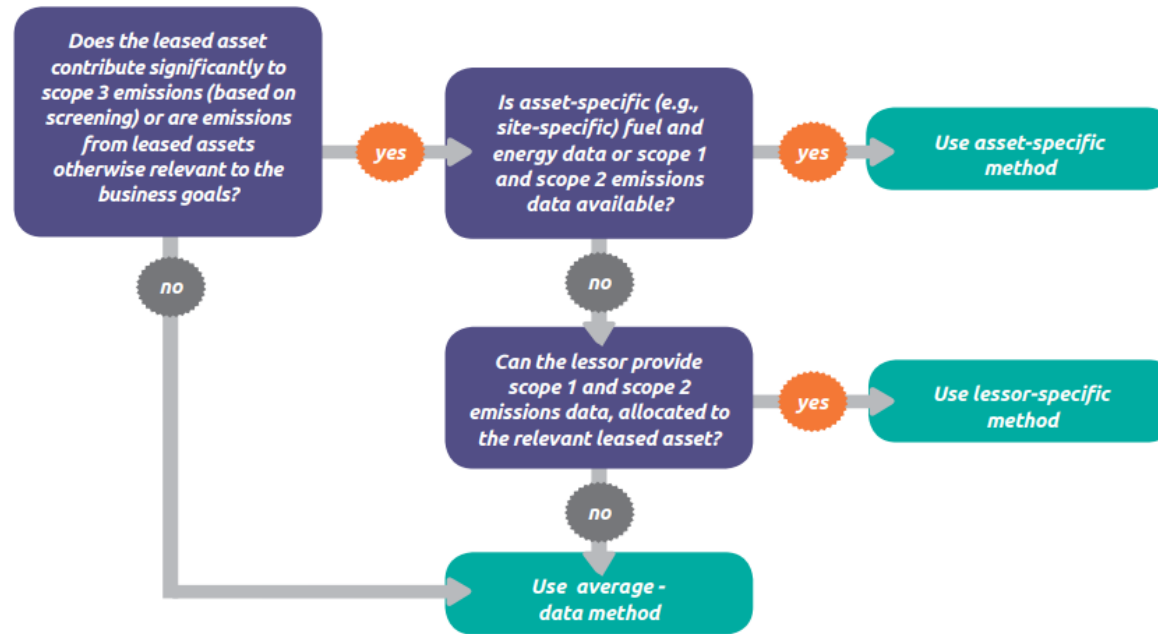 Does the leased asset
contribute significantly to
scope 3 emissions (based on
screening) or are emissions
from leased assets
otherwise relevant to the
business goals?
yes
Is asset-specific (e.g.,
site-specific) fuel and
energy data or scope 1
and scope 2 emissions
data available?
yes
Use asset-specific
method
no
no
Can the lessor provide
scope 1 and scope 2
emissions data, allocated to
the relevant leased asset?
yes
Use lessor-specific
method
no
Use average -
data method